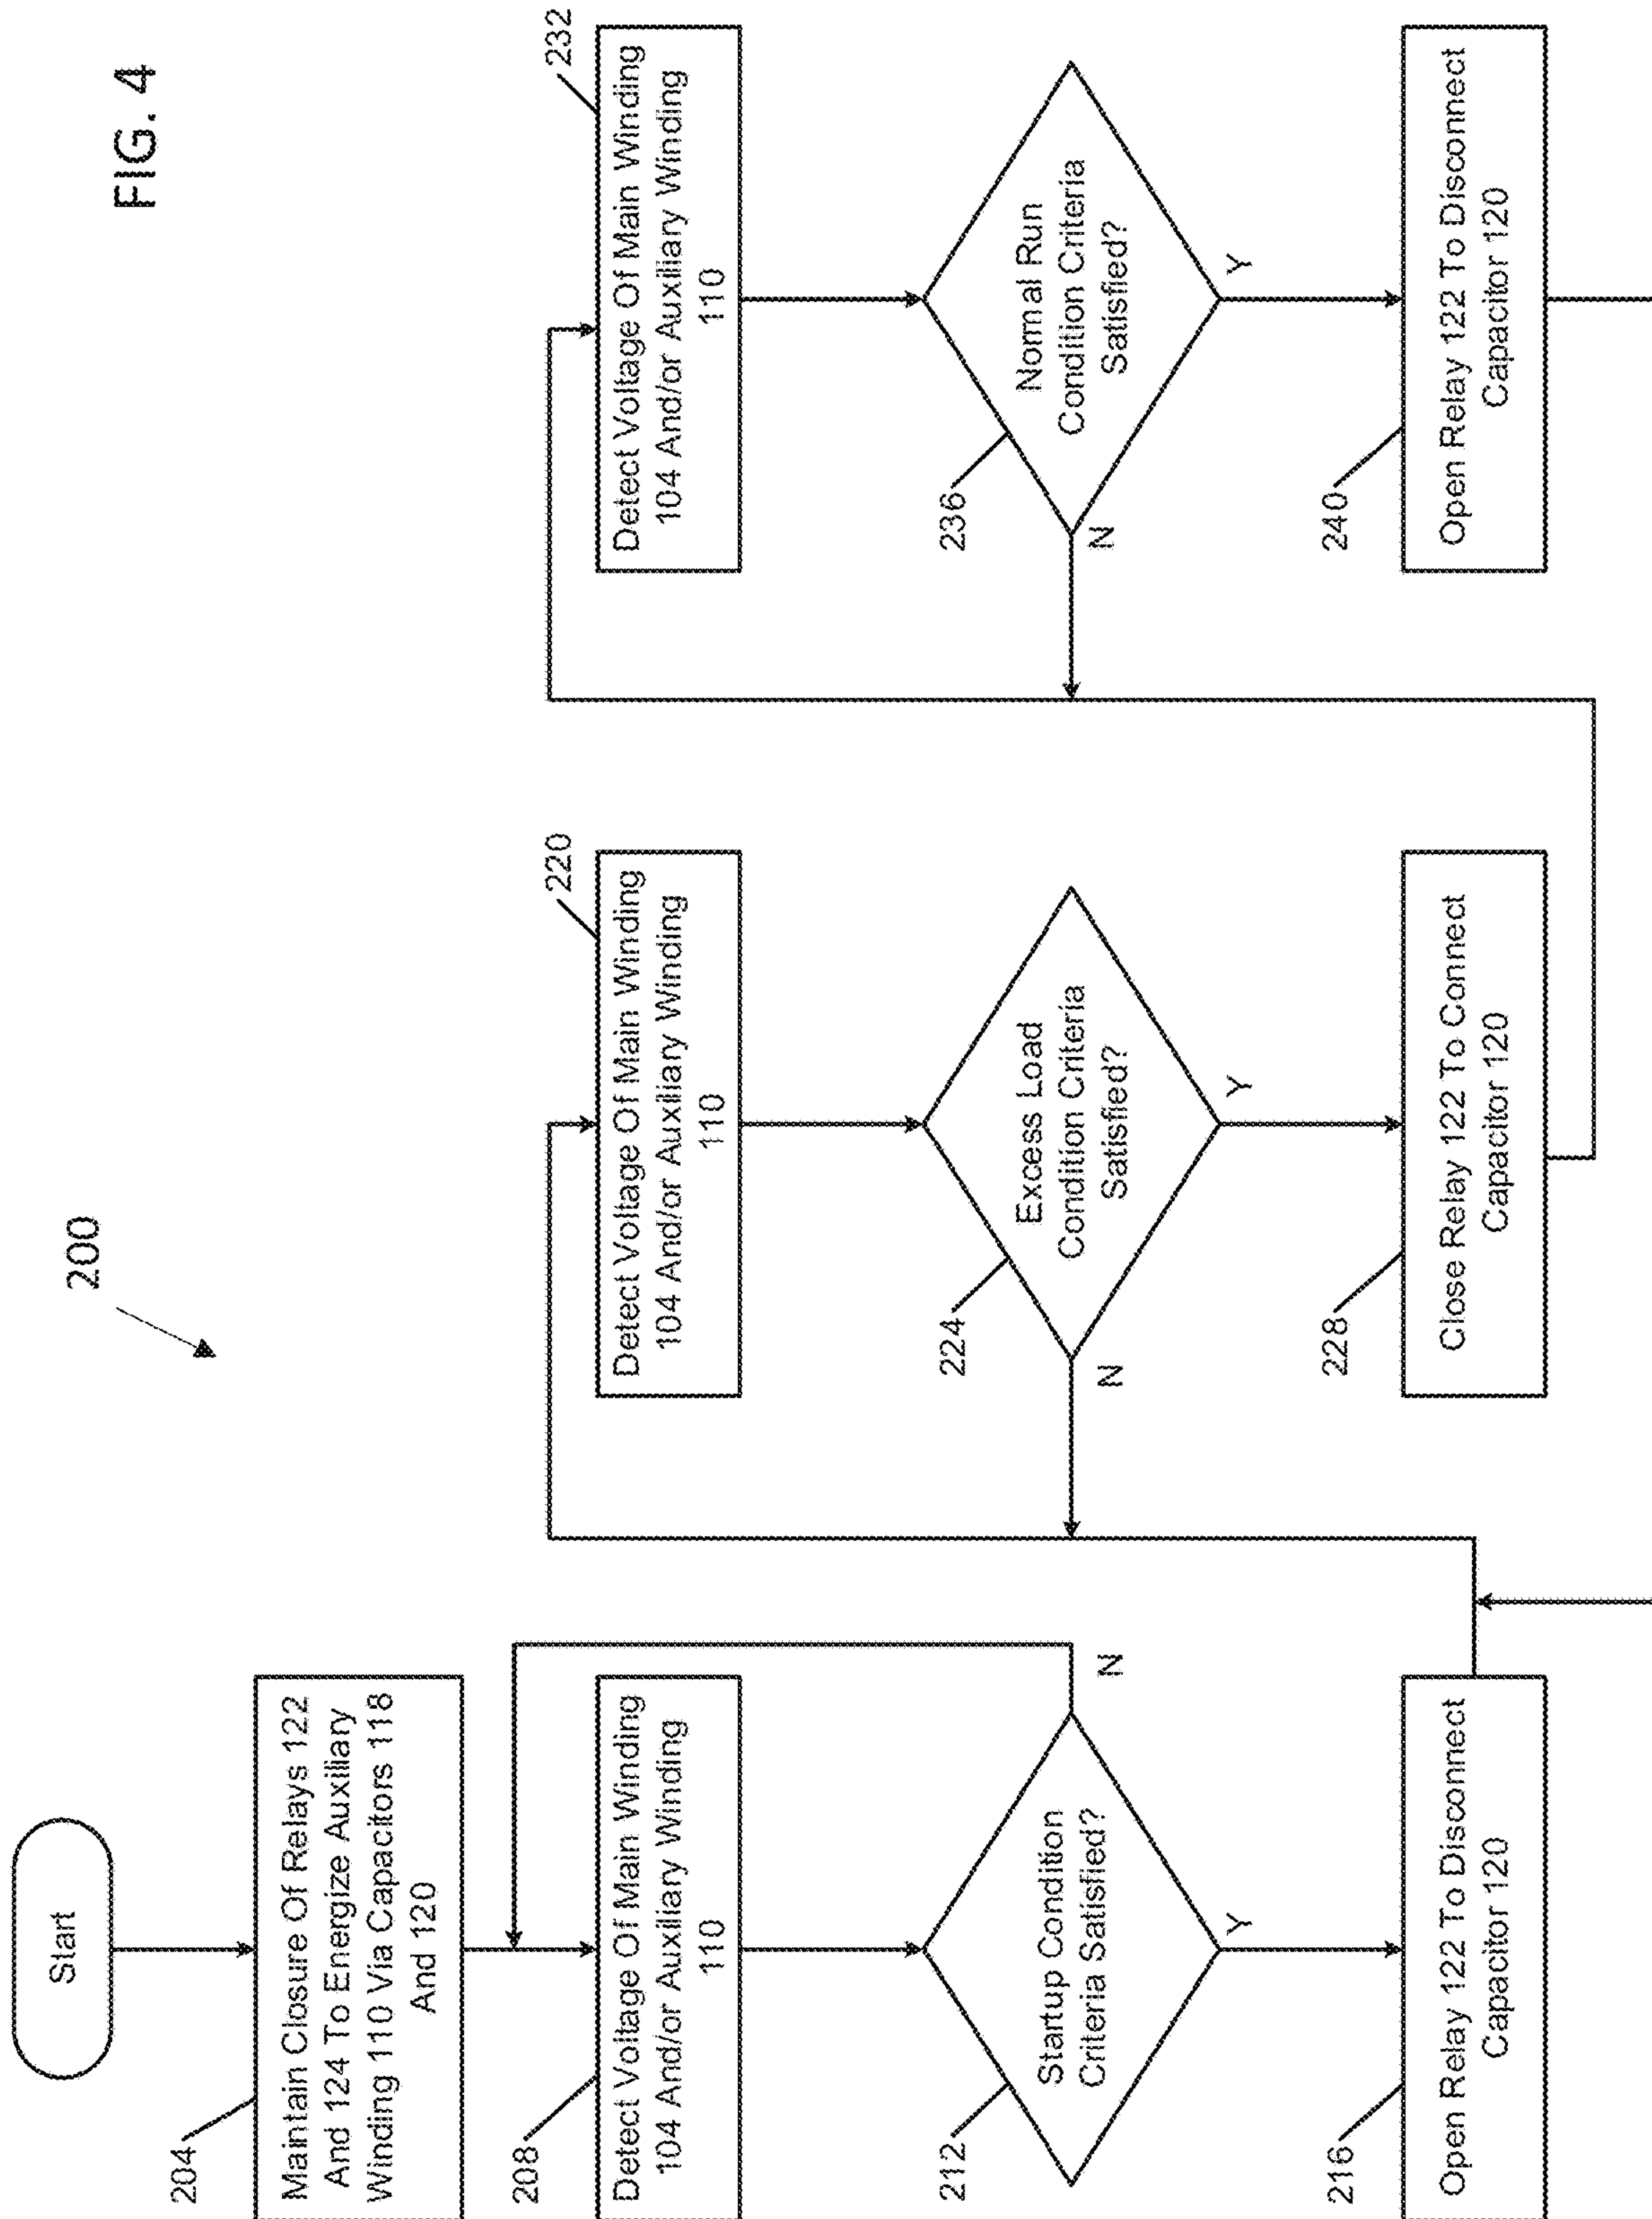 FIG. 4
200
Start
204
Maintain Closure Of Relays 122
And 124 To Energize Auxiliary
Winding 110 Via Capacitors 118
And 120
208
Detect Voltage Of Main Winding
104 And/or Auxiliary Winding
110
212
Startup Condition
Criteria Satisfied?
N
Y
216
Open Relay 122 To Disconnect
Capacitor 120
220
Detect Voltage Of Main Winding
104 And/or Auxiliary Winding
110
224
Excess Load
Condition Criteria
Satisfied?
N
Y
228
Close Relay 122 To Connect
Capacitor 120
232
Detect Voltage Of Main Winding
104 And/or Auxiliary Winding
110
236
Normal Run
Condition Criteria
Satisfied?
N
Y
240
Open Relay 122 To Disconnect
Capacitor 120